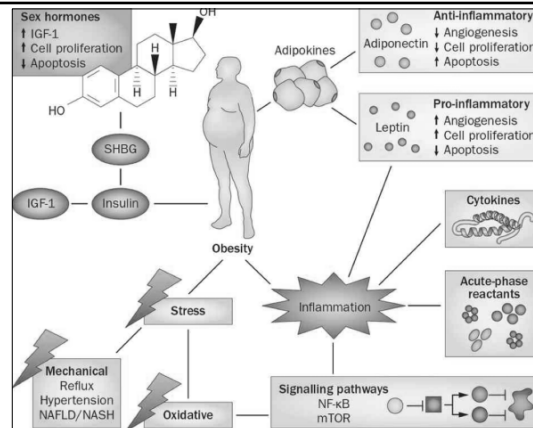 Sex hormones
↑ IGF-1
↑ Cell proliferation
↓ Apoptosis
OH
HO
SHBG
IGF-1
Insulin
Obesity
Adipokines
Anti-inflammatory
Adiponectin
↓ Angiogenesis
↓ Cell proliferation
↑ Apoptosis
Pro-inflammatory
Leptin
↑ Angiogenesis
↑ Cell proliferation
↓ Apoptosis
H
H
H
Cytokines
Acute-phase
reactants
Inflammation
Stress
Mechanical
Reflux
Hypertension
NAFLD/NASH
Oxidative
Signalling pathways
NF-κB
mTOR